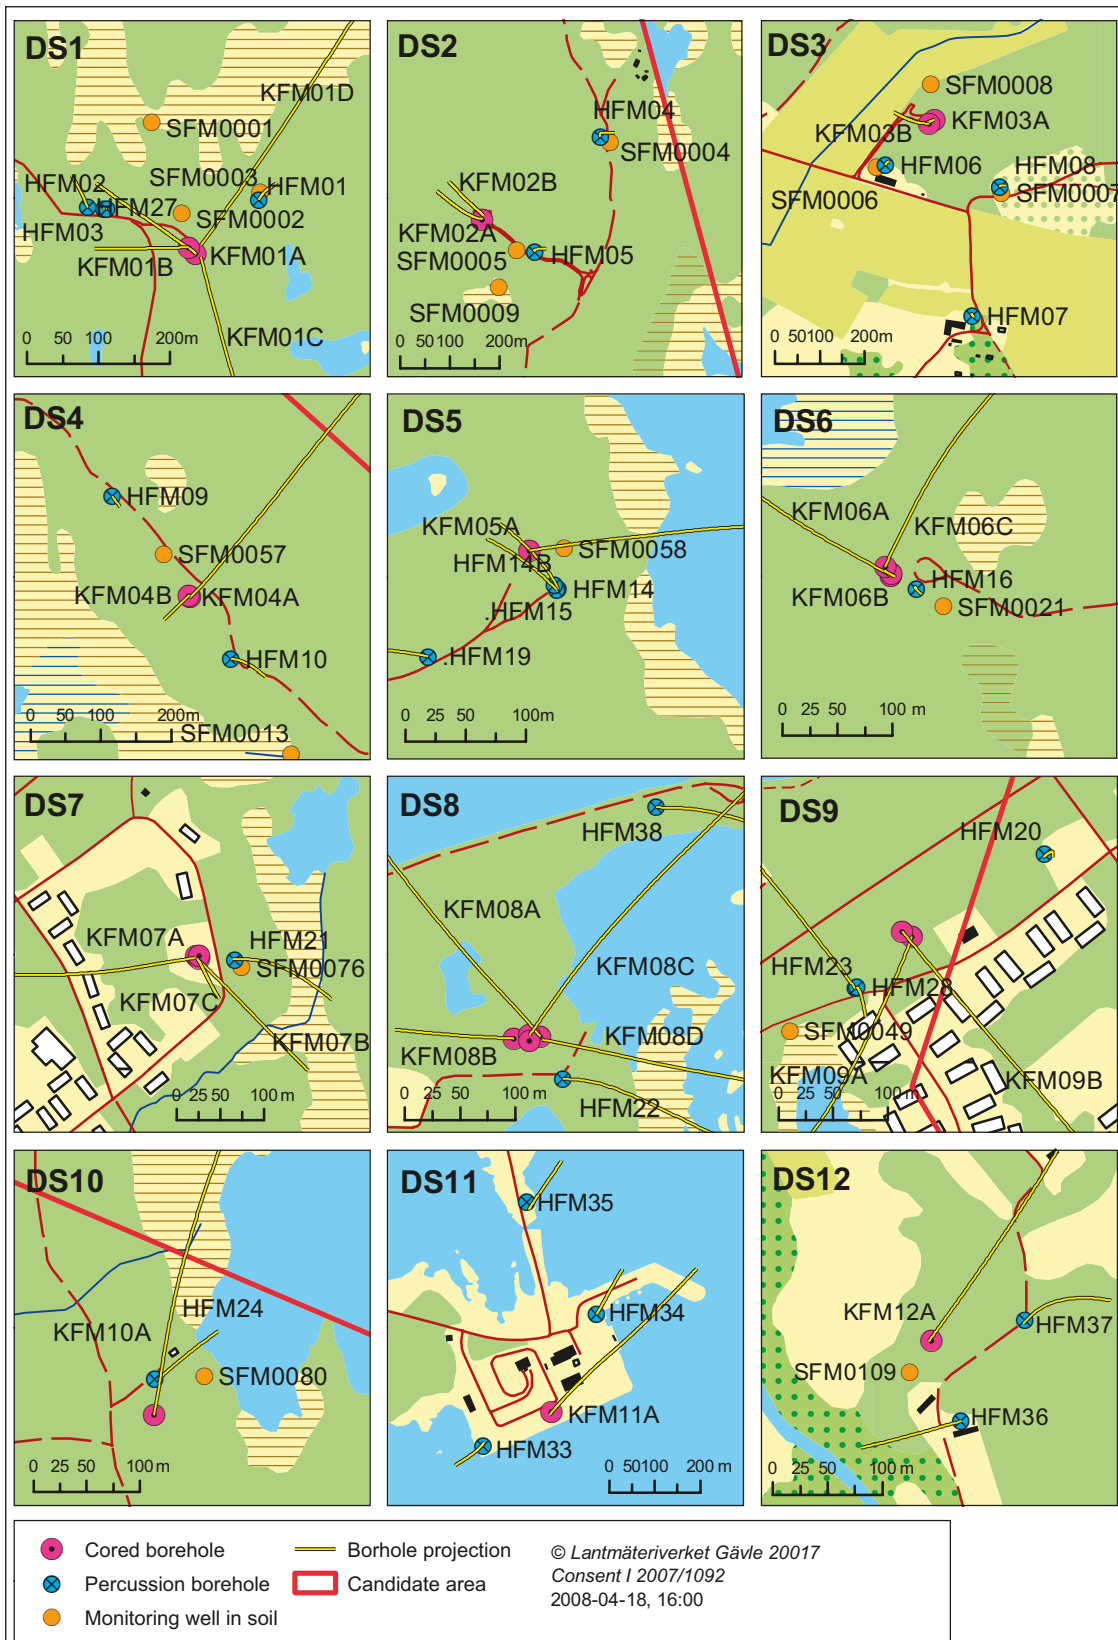 DS1
KFM01D
SFM0001
SFM0003
HFM02
HFM01
HFM27
SFM0002
HFM03
KFM01A
KFM01B
KFM01C
0 50 100 200m
DS2
HFM04
SFM0004
KFM02B
KFM02A
SFM0005
HFM05
SFM0009
0 50 100 200m
DS3
SFM0008
KFM03A
KFM03B
HFM06
HFM08
SFM0006
SFM0007
HFM07
0 50 100 200m
DS4
HFM09
SFM0057
KFM04B
KFM04A
HFM10
0 50 100 200m
SFM0013
DS5
KFM05A
SFM0058
HFM14B
HFM14
.HFM15
.HFM19
0 25 50 100m
DS6
KFM06A
KFM06C
HFM16
KFM06B
SFM0021
0 25 50 100 m
DS7
KFM07A
HFM21
SFM0076
KFM07C
KFM07B
0 25 50 100 m
DS8
HFM38
KFM08A
KFM08C
KFM08D
KFM08B
0 25 50 100 m
HFM22
DS9
HFM20
HFM23
HFM28
SFM0049
KFM09A
KFM09B
0 25 50 100 m
DS10
HFM24
KFM10A
SFM0080
0 25 50 100 m
DS11
HFM35
HFM34
KFM11A
HFM33
0 50 100 200 m
DS12
KFM12A
HFM37
SFM0109
HFM36
0 25 50 100 m
Cored borehole
Percussion borehole
Monitoring well in soil
Borhole projection
Candidate area
© Lantmäteriverket Gävle 20017
Consent I 2007/1092
2008-04-18, 16:00